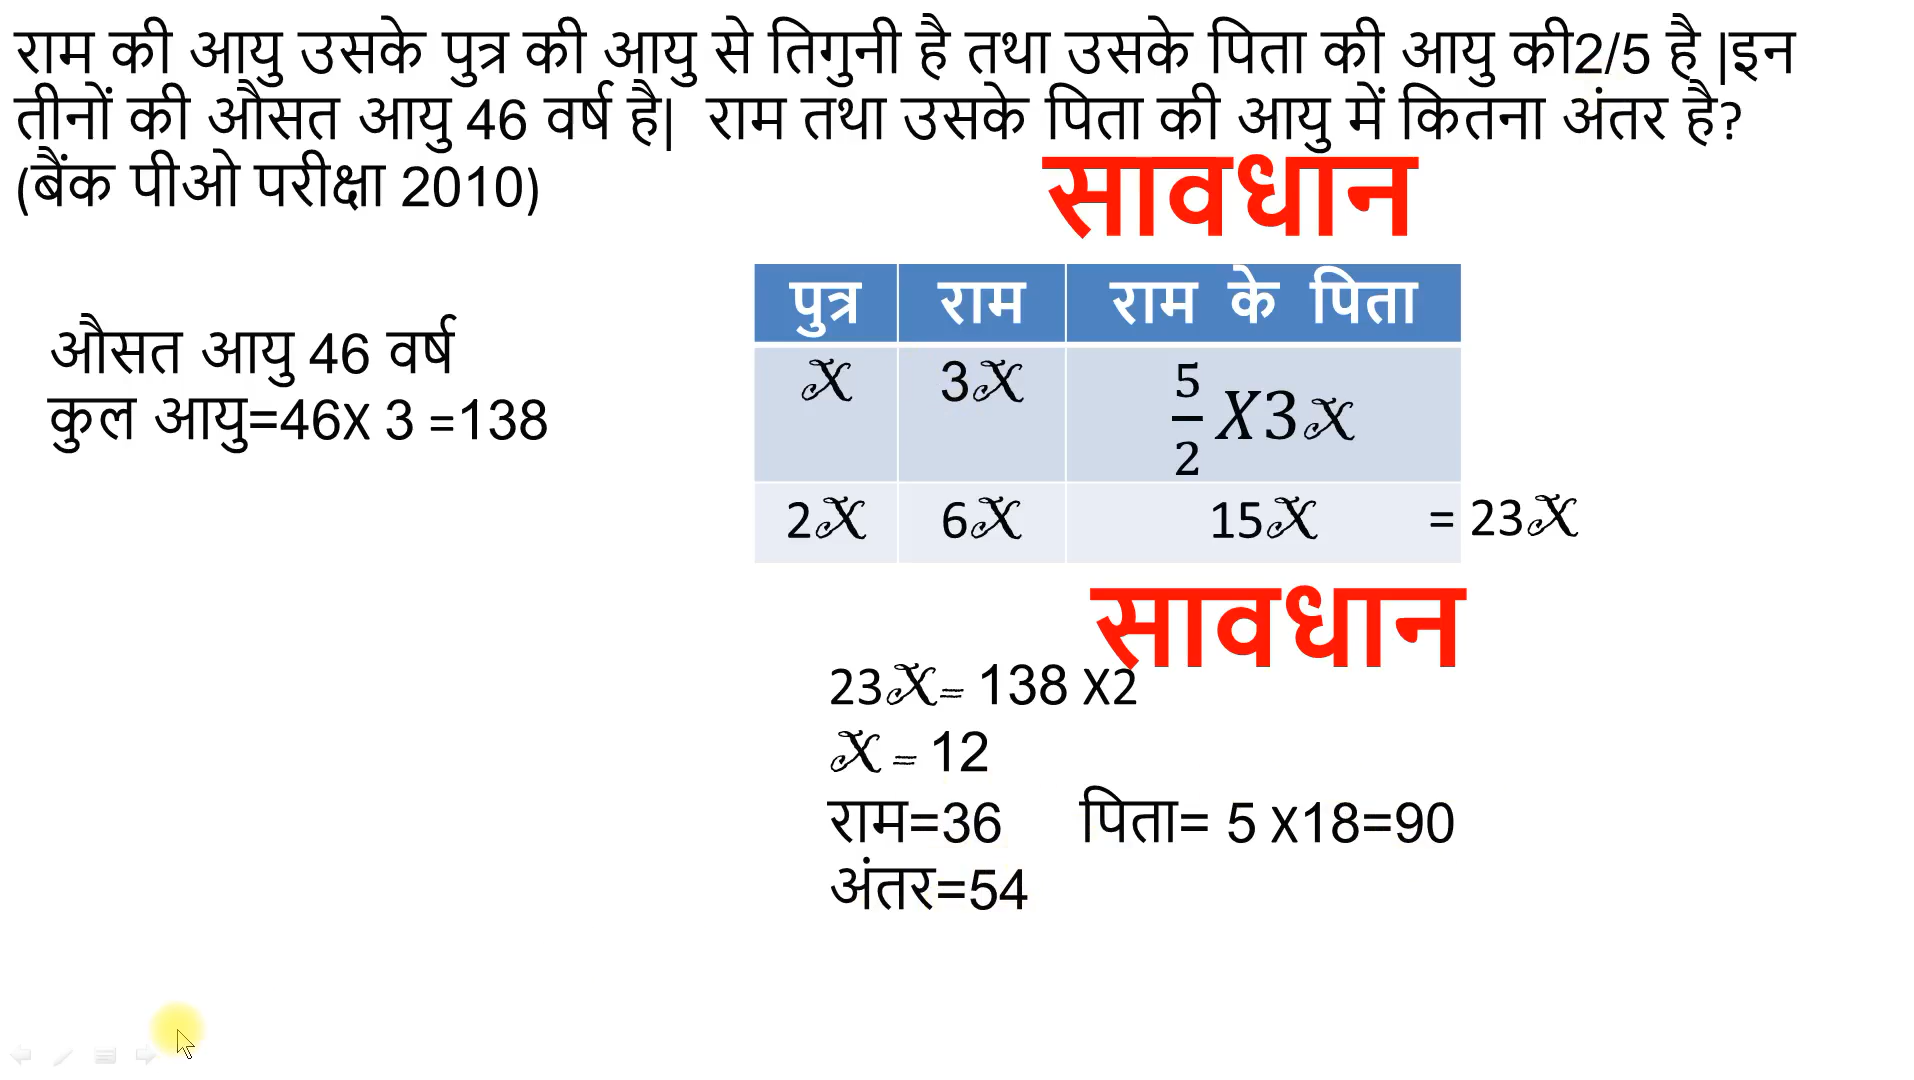 राम की आयु उसके पुत्र की आयु से तिगुनी है तथा उसके पिता की आयु की2/5 है |इन
तीनों की औसत आयु 46 वर्ष है| राम तथा उसके पिता की आयु में कितना अंतर है?
(बैंक पीओ परीक्षा 2010)
सावधान
औसत आयु 46 वर्ष
कुल आयु=46X 3 =138
पुत्र राम राम के पिता
x 3x 5/2 X3x
2x 6x 15x = 23x
सावधान
23x= 138 X2
x = 12
राम=36 पिता= 5 X18=90
अंतर=54